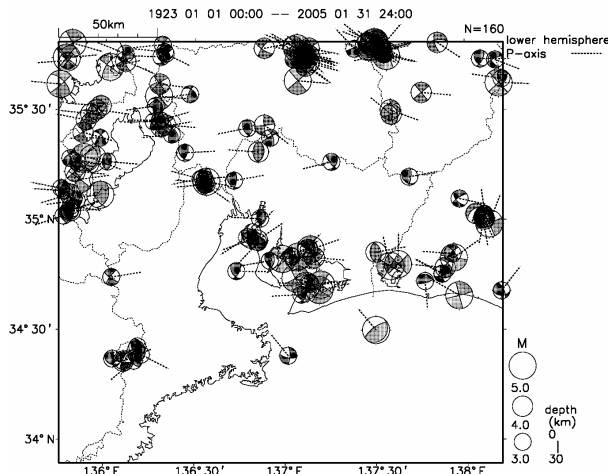 1923 01 01 00:00 -- 2005 01 31 24:00
50km
N=160
lower hemisphere
P-axis
35°30'
35°N
34°30'
34°N
136°E
136°30'
137°E
137°30'
138°E
M
5.0
4.0
3.0
depth
(km)
0
30